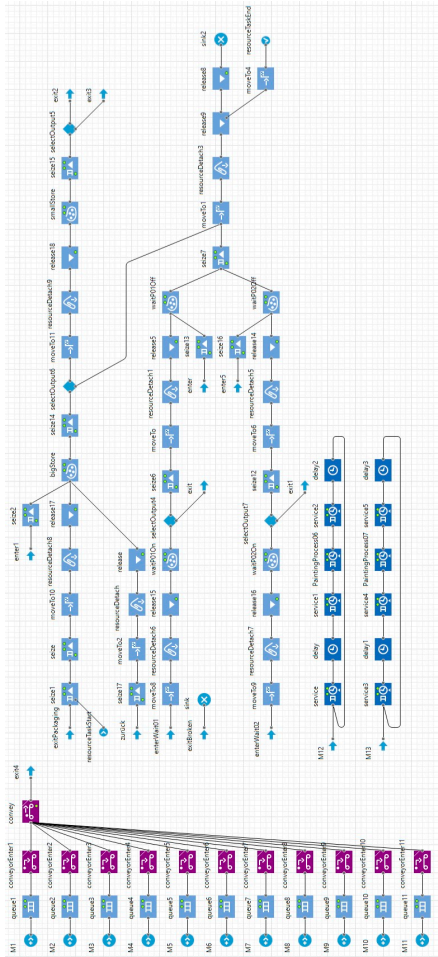 M1 queue1 conveyorEnter1 convey exit4 enter1 seize2
M2 queue2 conveyorEnter2 exitPackaging seize1 seize moveTo10 resourceDetach8 release17 bigStore seize14 selectOutput6 moveTo11 resourceDetach9 release18 smallStore seize15 selectOutput5 exit2
M3 queue3 conveyorEnter3 resourceTaskStart exit3
M4 queue4 conveyorEnter4 zurück seize17 moveTo2 resourceDetach release
M5 queue5 conveyorEnter5 enterWait01 moveTo8 resourceDetach6 release15 waitP01On selectOutput4 seize6 moveTo resourceDetach1 release5 waitP01Off
M6 queue6 conveyorEnter6 exitBroken sink exit enter seize13 seize7 moveTo1 resourceDetach3 release9 release8 sink2
M7 queue7 conveyorEnter7 enterWait02 moveTo9 resourceDetach7 release16 waitP02On selectOutput7 seize12 moveTo6 resourceDetach5 enter5 seize16 release14 waitP02Off moveTo4 resourceTaskEnd
M8 queue8 conveyorEnter8 exit1
M9 queue9 conveyorEnter9 M12 service delay service1 PaintingProcess06 service2 delay2
M10 queue10 conveyorEnter10 M13 service3 delay1 service4 PaintingProcess07 service5 delay3
M11 queue11 conveyorEnter11